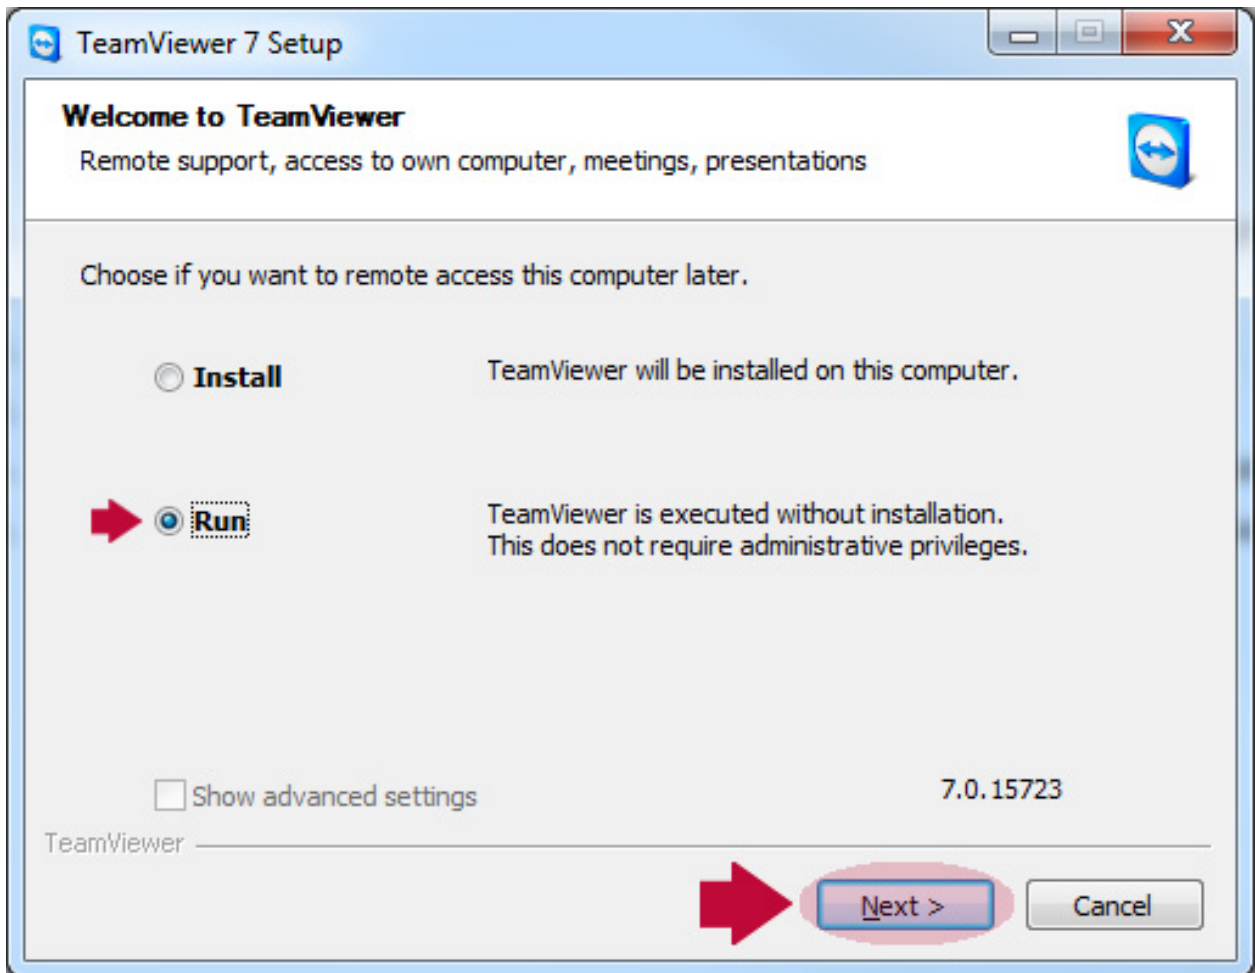 TeamViewer 7 Setup
Welcome to TeamViewer
Remote support, access to own computer, meetings, presentations
Choose if you want to remote access this computer later.
Install
TeamViewer will be installed on this computer.
Run
TeamViewer is executed without installation.
This does not require administrative privileges.
Show advanced settings
7.0.15723
TeamViewer
Next >
Cancel